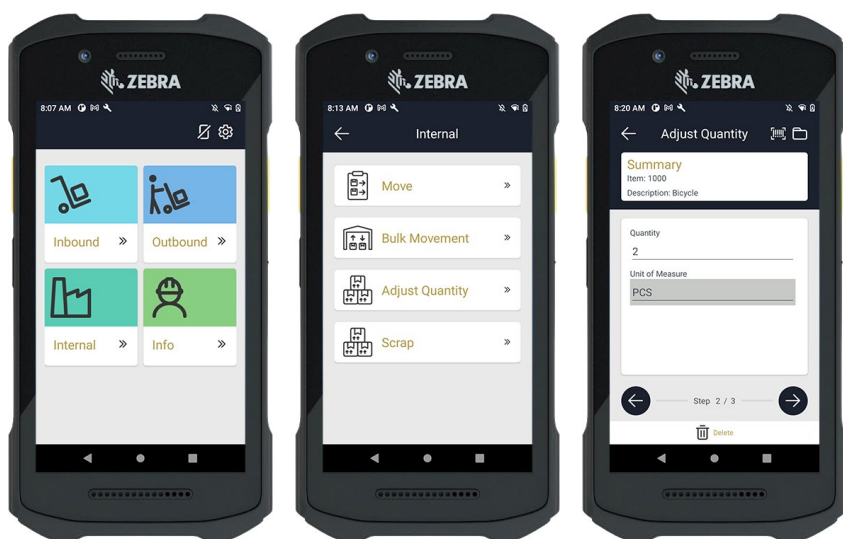 ZEBRA
8:07 AM
Inbound
Outbound
Internal
Info
ZEBRA
8:13 AM
Internal
Move
Bulk Movement
Adjust Quantity
Scrap
ZEBRA
8:20 AM
Adjust Quantity
Summary
Item: 1000
Description: Bicycle
Quantity
2
Unit of Measure
PCS
Step 2 / 3
Delete